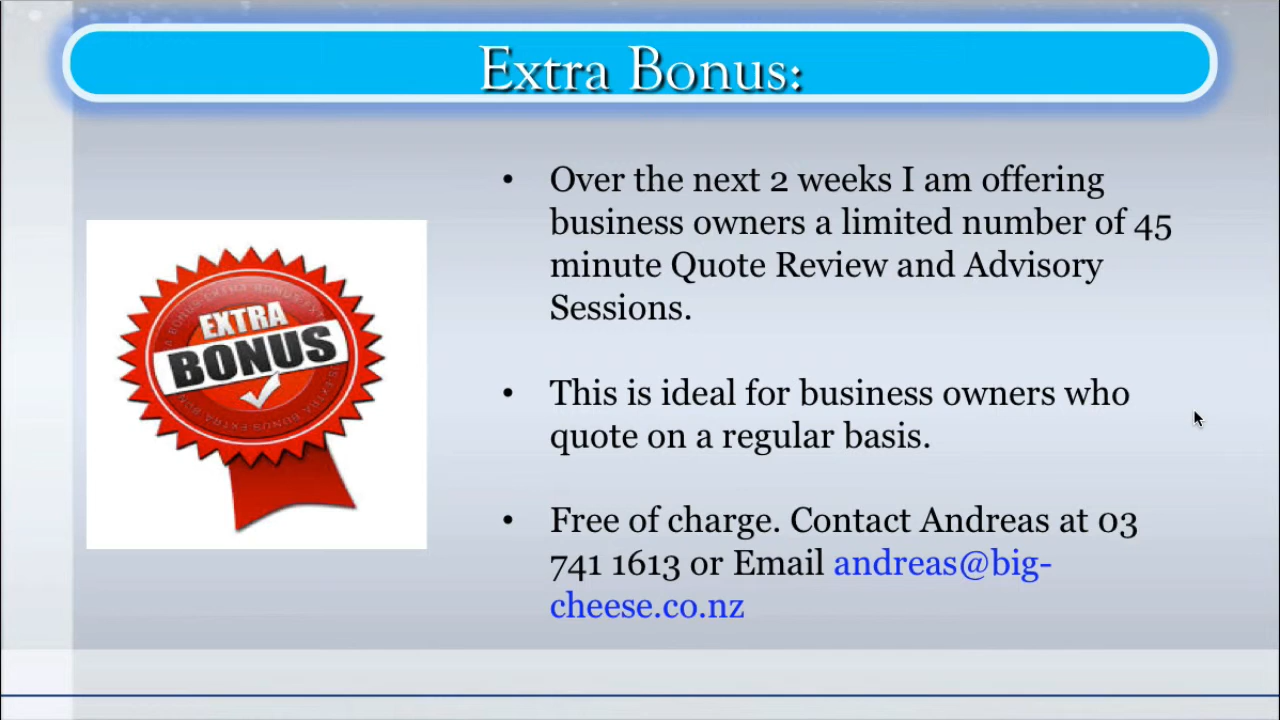 Extra Bonus:
• Over the next 2 weeks I am offering
business owners a limited number of 45
minute Quote Review and Advisory
Sessions.
• This is ideal for business owners who
quote on a regular basis.
• Free of charge. Contact Andreas at 03
741 1613 or Email andreas@big-
cheese.co.nz
EXTRA
BONUS